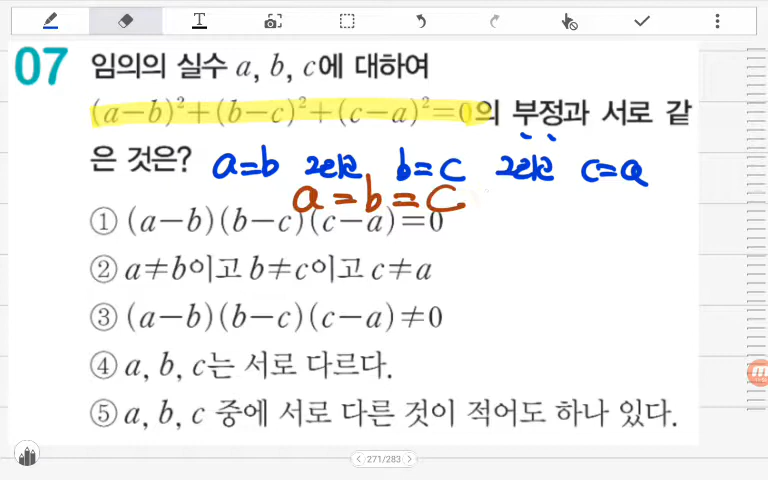 07 임의의 실수 a, b, c에 대하여
(a−b)²+(b−c)²+(c−a)²=0의 부정과 서로 같
은 것은? a=b 그리고 b=c 그리고 c=a
a=b=c
① (a−b)(b−c)(c−a)=0
② a≠b이고 b≠c이고 c≠a
③ (a−b)(b−c)(c−a)≠0
④ a, b, c는 서로 다르다.
⑤ a, b, c 중에 서로 다른 것이 적어도 하나 있다.
271/283